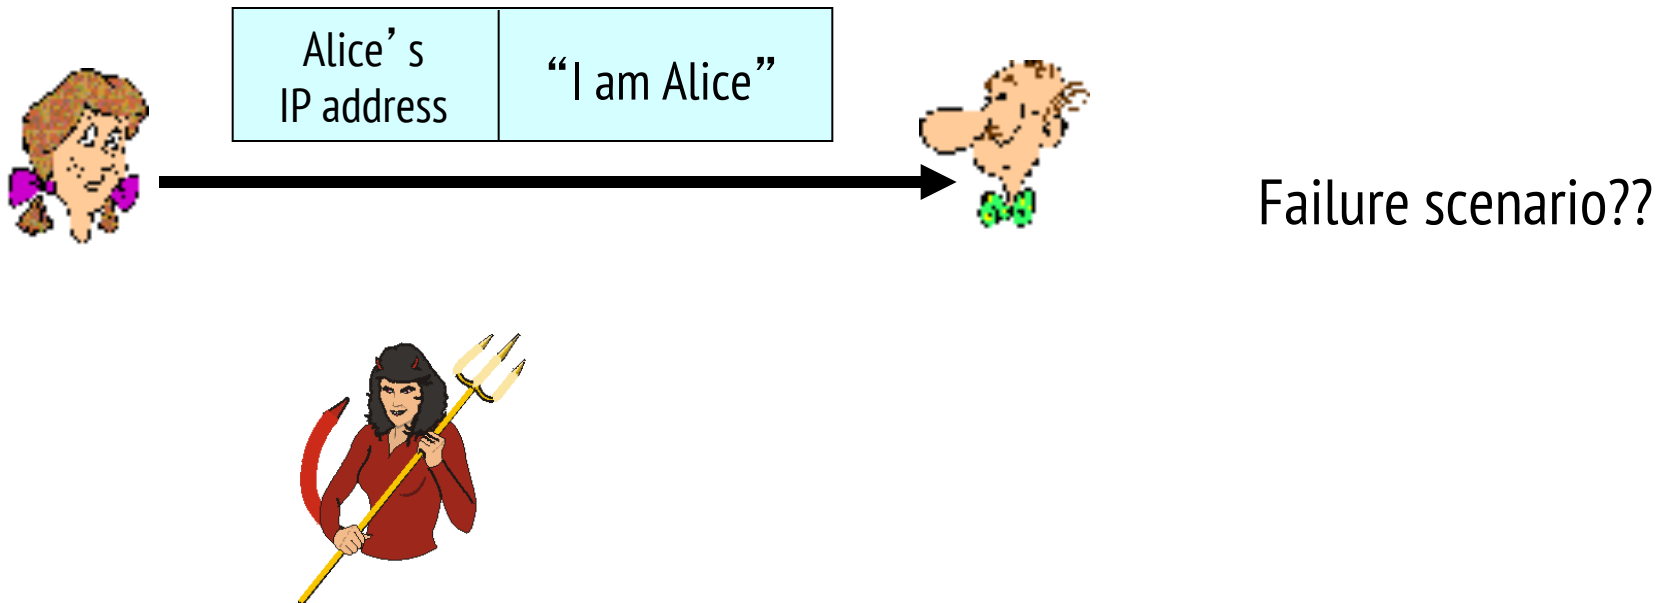 Alice’ s
IP address
“I am Alice”
Failure scenario??